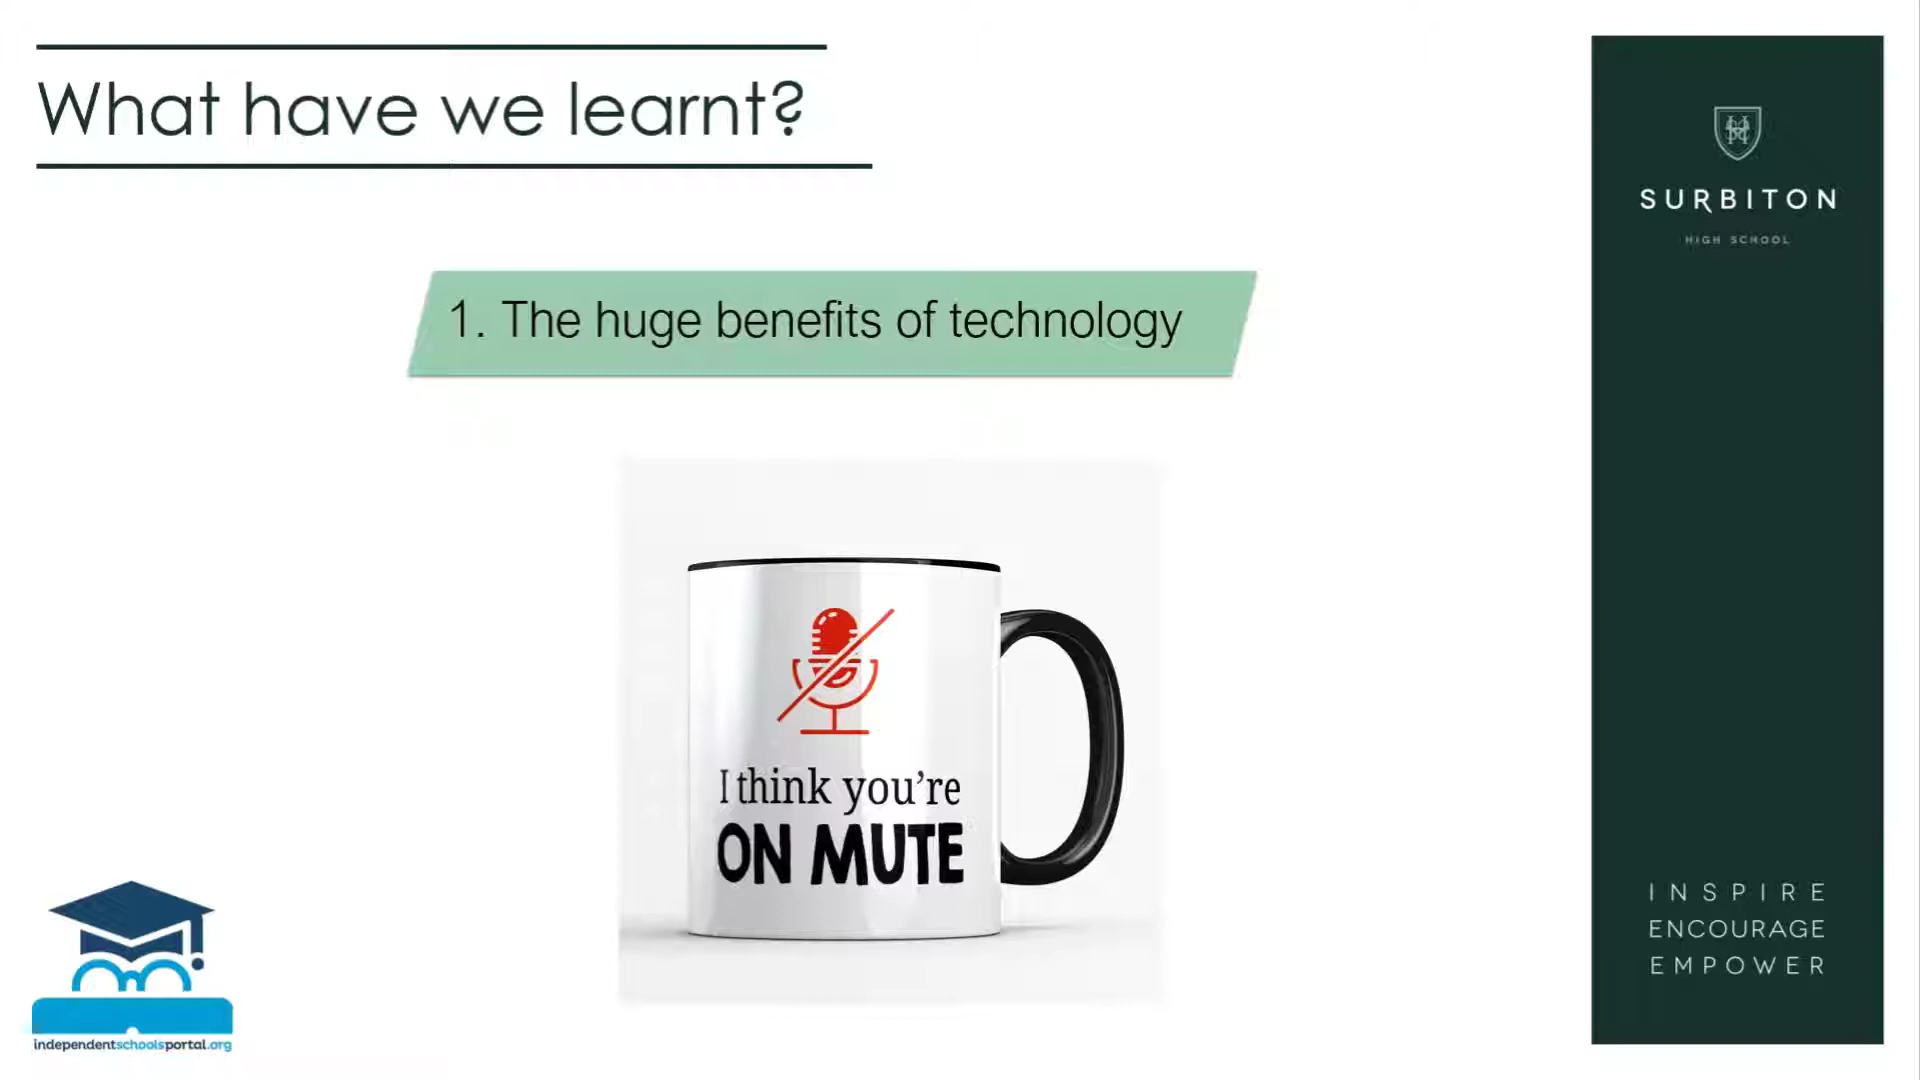 What have we learnt?
1. The huge benefits of technology
I think you're
ON MUTE
SURBITON
HIGH SCHOOL
INSPIRE
ENCOURAGE
EMPOWER
independentschoolsportal.org